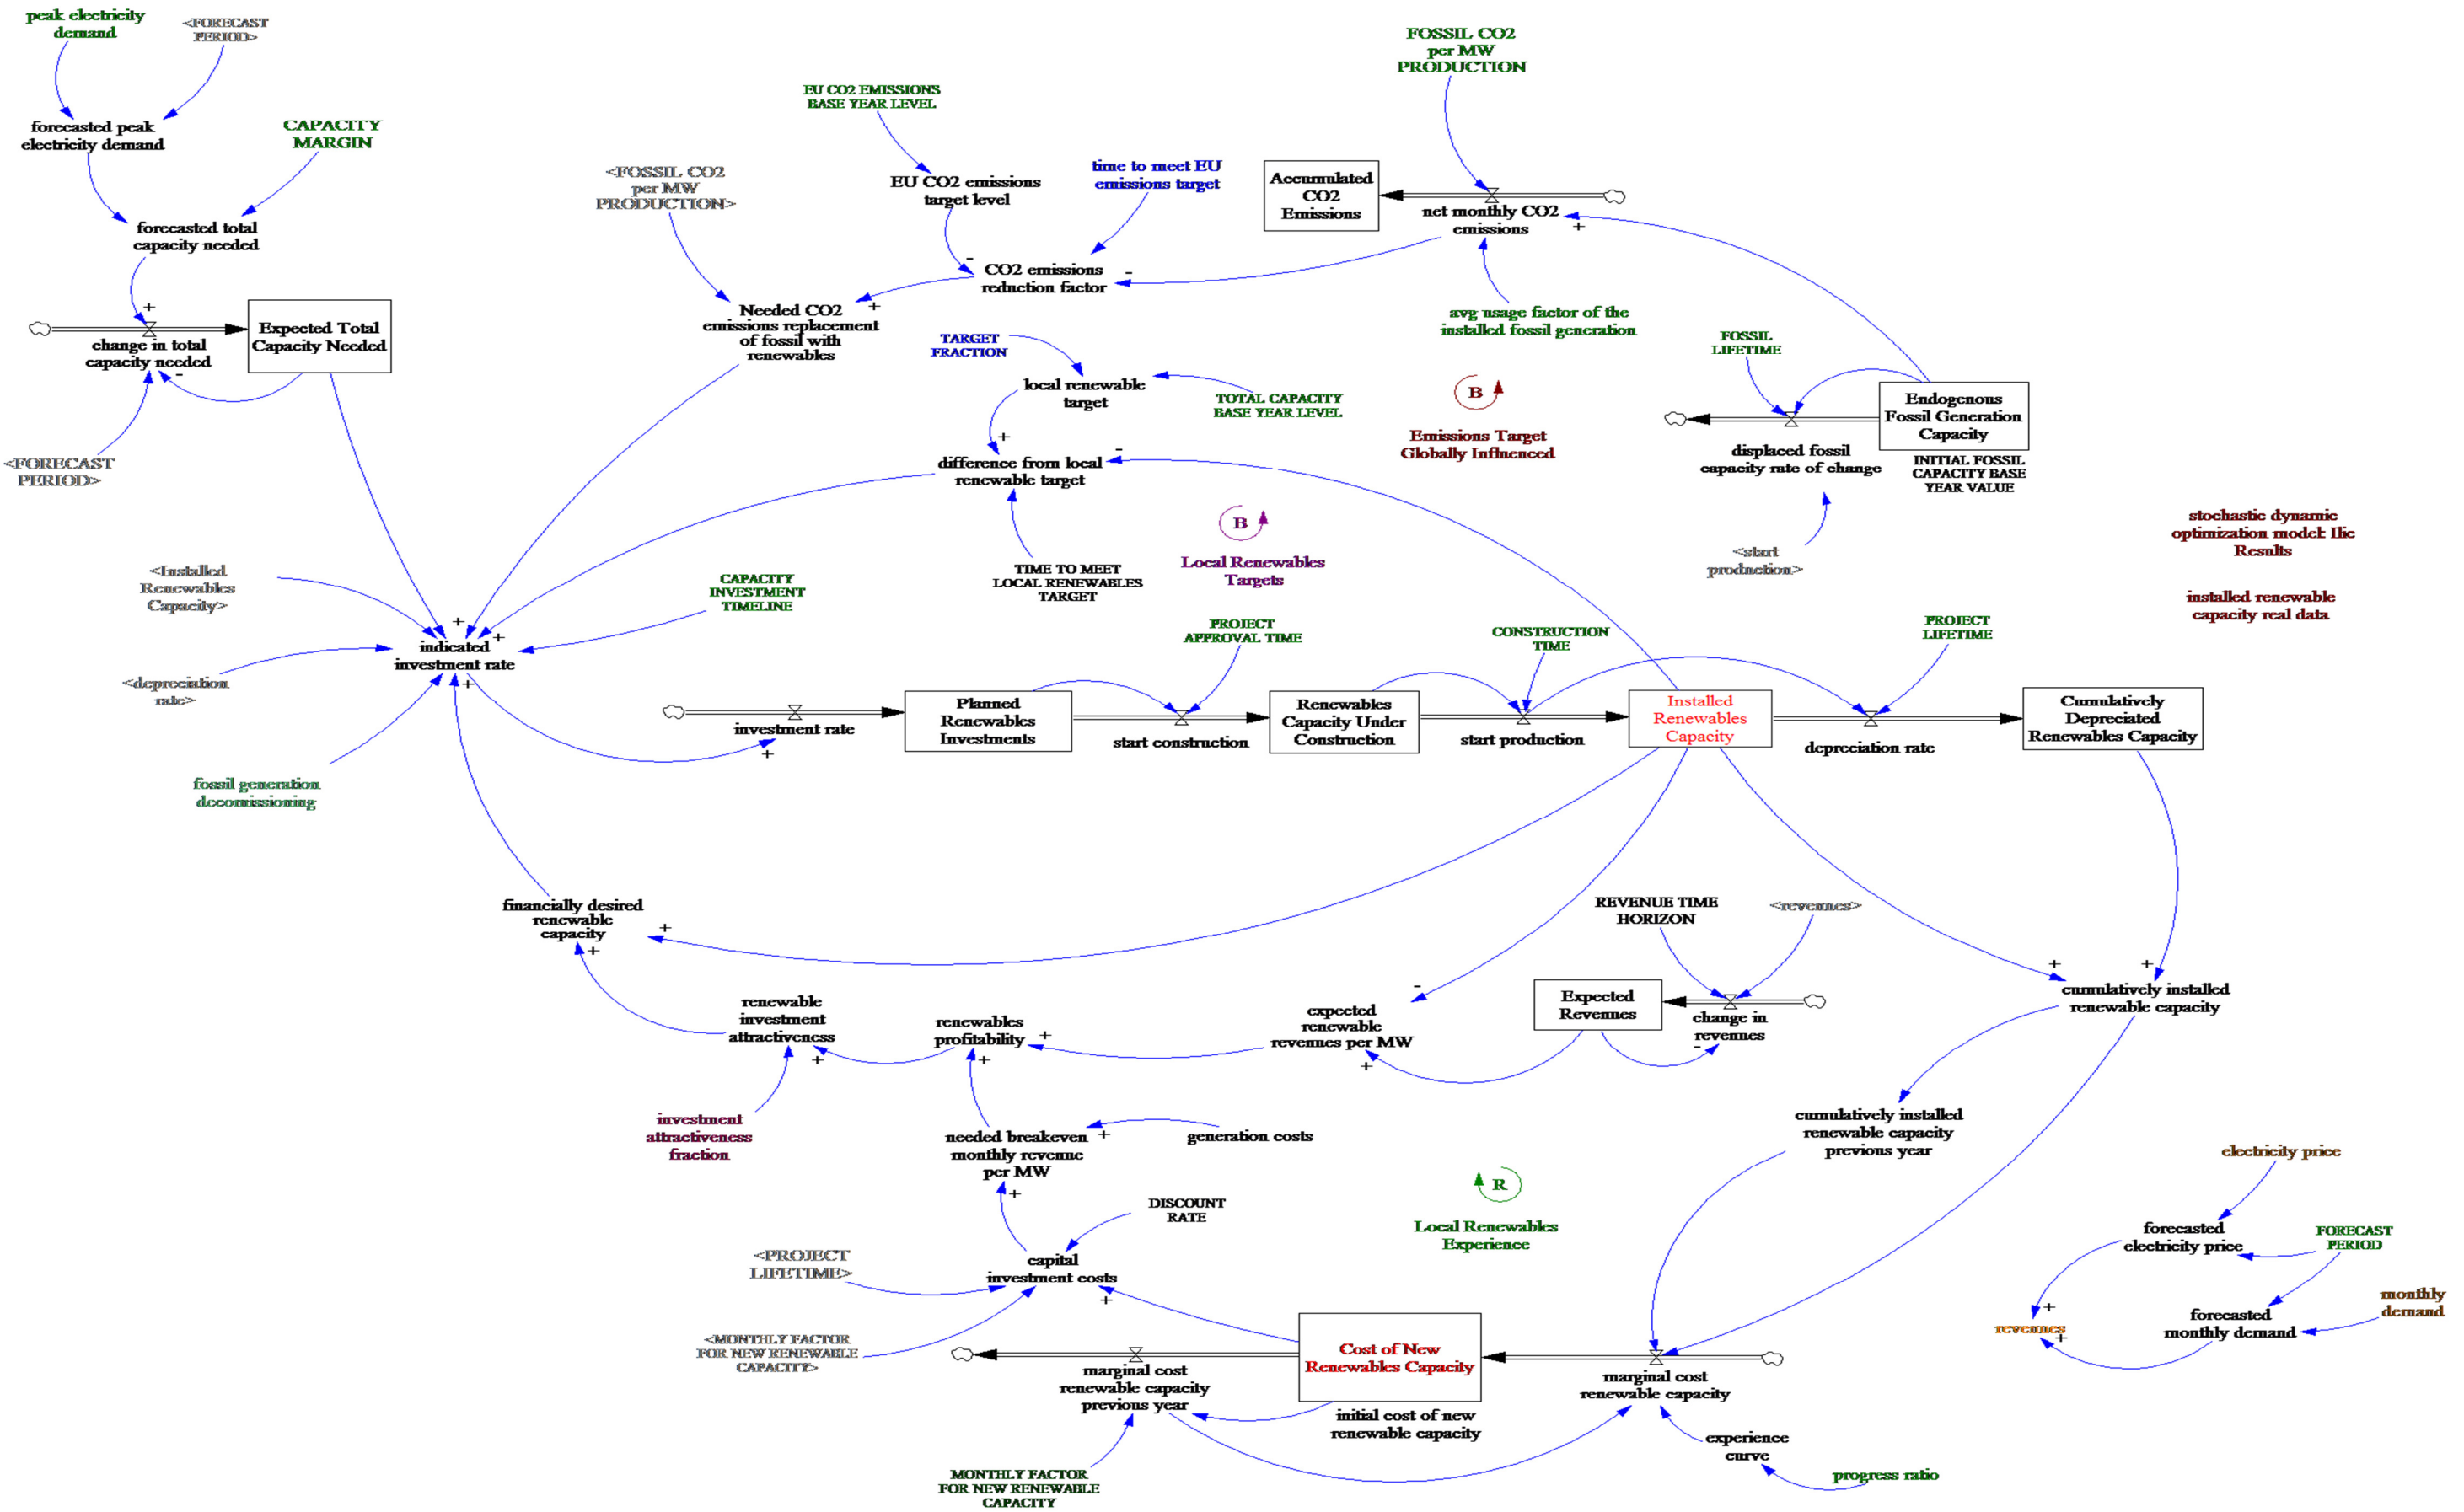 peak electricity
demand
<FORECAST
PERIOD>
forecasted peak
electricity demand
CAPACITY
MARGIN
forecasted total
capacity needed
+
change in total
capacity needed
-
Expected Total
Capacity Needed
<FORECAST
PERIOD>
EU CO2 EMISSIONS
BASE YEAR LEVEL
<FOSSIL CO2
per MW
PRODUCTION>
EU CO2 emissions
target level
time to meet EU
emissions target
-
CO2 emissions
reduction factor
-
Needed CO2
emissions replacement
of fossil with
renewables
+
FOSSIL CO2
per MW
PRODUCTION
Accumulated
CO2
Emissions
net monthly CO2
emissions
+
avg usage factor of the
installed fossil generation
TARGET
FRACTION
local renewable
target
TOTAL CAPACITY
BASE YEAR LEVEL
+
-
difference from local
renewable target
TIME TO MEET
LOCAL RENEWABLES
TARGET
B
Emissions Target
Globally Influenced
B
Local Renewables
Targets
FOSSIL
LIFETIME
Endogenous
Fossil Generation
Capacity
displaced fossil
capacity rate of change
INITIAL FOSSIL
CAPACITY BASE
YEAR VALUE
<start
production>
stochastic dynamic
optimization model: Ilic
Results
installed renewable
capacity real data
<Installed
Renewables
Capacity>
<depreciation
rate>
fossil generation
decomissioning
CAPACITY
INVESTMENT
TIMELINE
+
+
indicated
investment rate
+
investment rate
+
Planned
Renewables
Investments
PROJECT
APPROVAL TIME
start construction
Renewables
Capacity Under
Construction
CONSTRUCTION
TIME
start production
Installed
Renewables
Capacity
PROJECT
LIFETIME
depreciation rate
Cumulatively
Depreciated
Renewables Capacity
financially desired
renewable
capacity
+
+
renewable
investment
attractiveness
+
investment
attractiveness
fraction
renewables
profitability
+
+
expected
renewable
revenues per MW
-
+
REVENUE TIME
HORIZON
<revenues>
Expected
Revenues
change in
revenues
-
+
+
cumulatively installed
renewable capacity
cumulatively installed
renewable capacity
previous year
needed breakeven
monthly revenue
per MW
+
generation costs
+
DISCOUNT
RATE
<PROJECT
LIFETIME>
capital
investment costs
+
<MONTHLY FACTOR
FOR NEW RENEWABLE
CAPACITY>
R
Local Renewables
Experience
marginal cost
renewable capacity
previous year
Cost of New
Renewables Capacity
initial cost of new
renewable capacity
marginal cost
renewable capacity
MONTHLY FACTOR
FOR NEW RENEWABLE
CAPACITY
experience
curve
progress ratio
electricity price
forecasted
electricity price
FORECAST
PERIOD
+
revenues
+
forecasted
monthly demand
monthly
demand